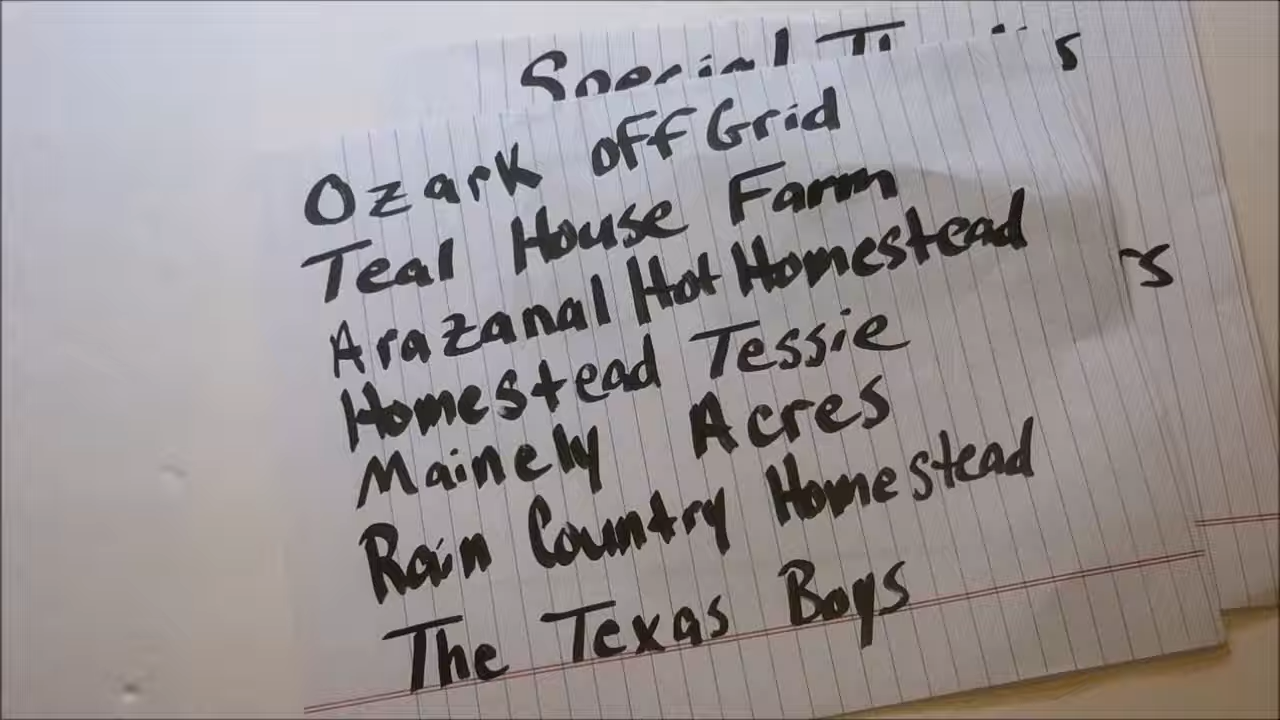 Special
Ozark off Grid
Teal House Farm
Arazanal Hot Homestead
Homestead Tessie
Mainely Acres
Rain Country Homestead
The Texas Boys